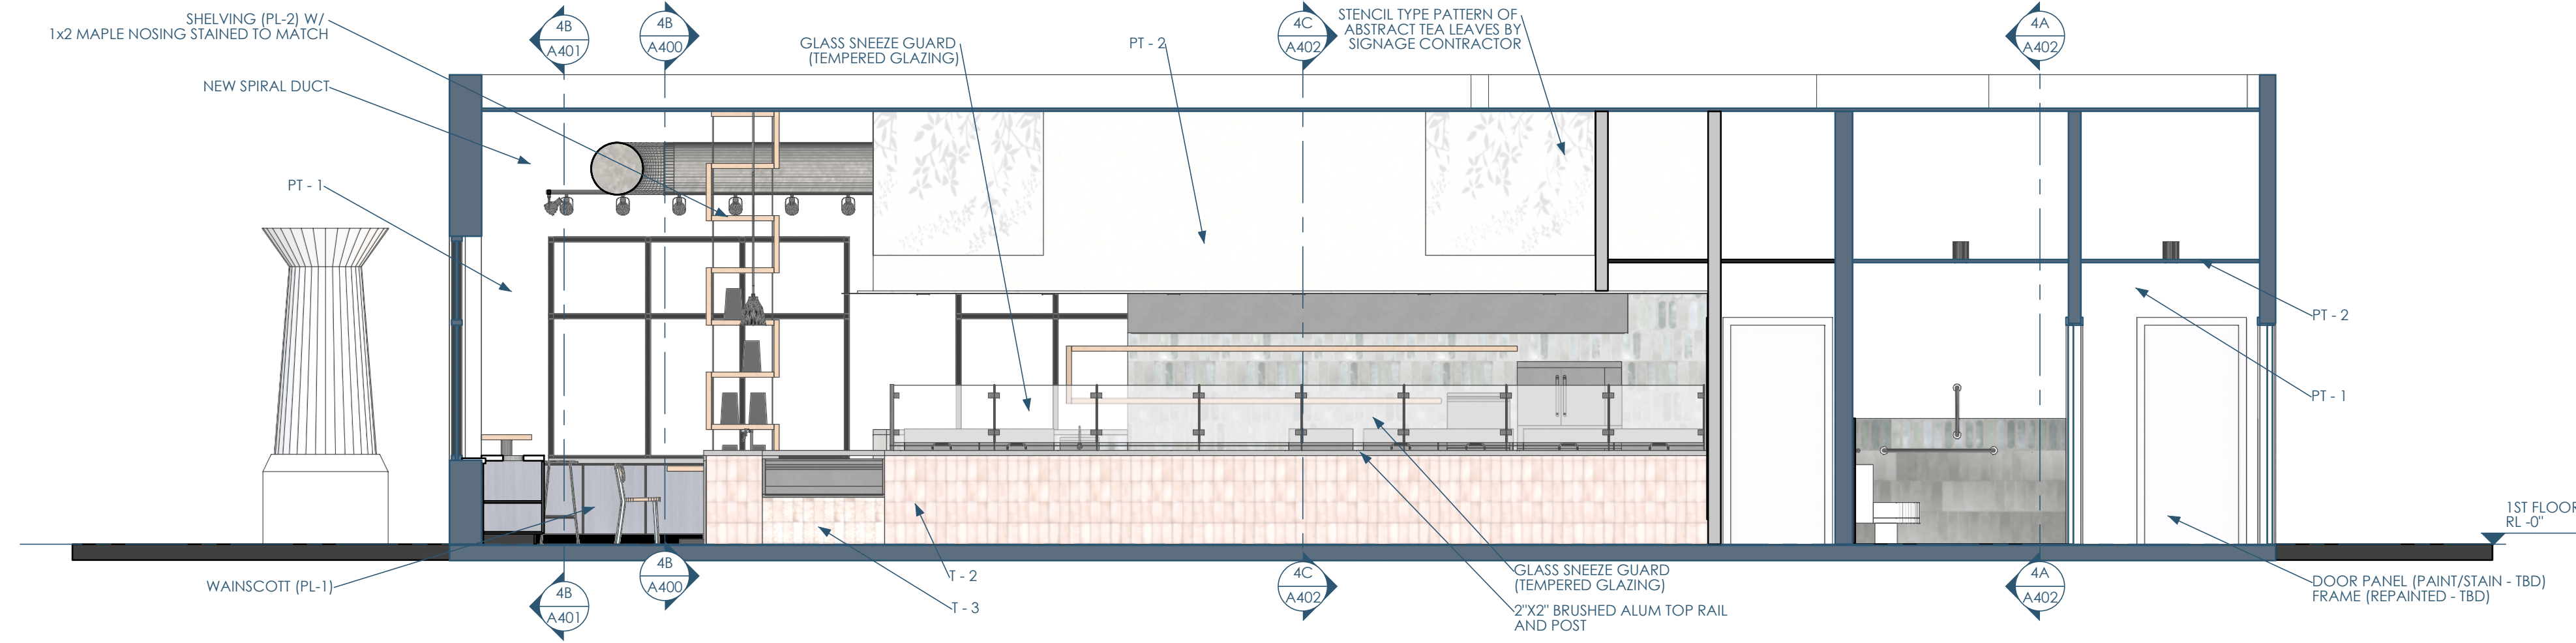 SHELVING (PL-2) W/
1x2 MAPLE NOSING STAINED TO MATCH
4B
A401
4B
A400
GLASS SNEEZE GUARD
(TEMPERED GLAZING)
PT - 2
4C
A402
STENCIL TYPE PATTERN OF
ABSTRACT TEA LEAVES BY
SIGNAGE CONTRACTOR
4A
A402
NEW SPIRAL DUCT
PT - 1
PT - 2
PT - 1
1ST FLOOR
RL -0"
WAINSCOTT (PL-1)
4B
A401
4B
A400
T - 2
T - 3
4C
A402
GLASS SNEEZE GUARD
(TEMPERED GLAZING)
2"X2" BRUSHED ALUM TOP RAIL
AND POST
4A
A402
DOOR PANEL (PAINT/STAIN - TBD)
FRAME (REPAINTED - TBD)